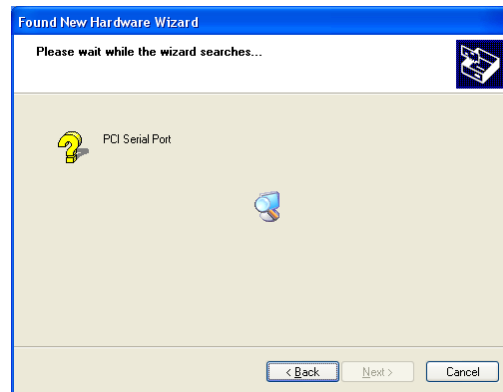 Found New Hardware Wizard
Please wait while the wizard searches...
PCI Serial Port
< Back
Next >
Cancel